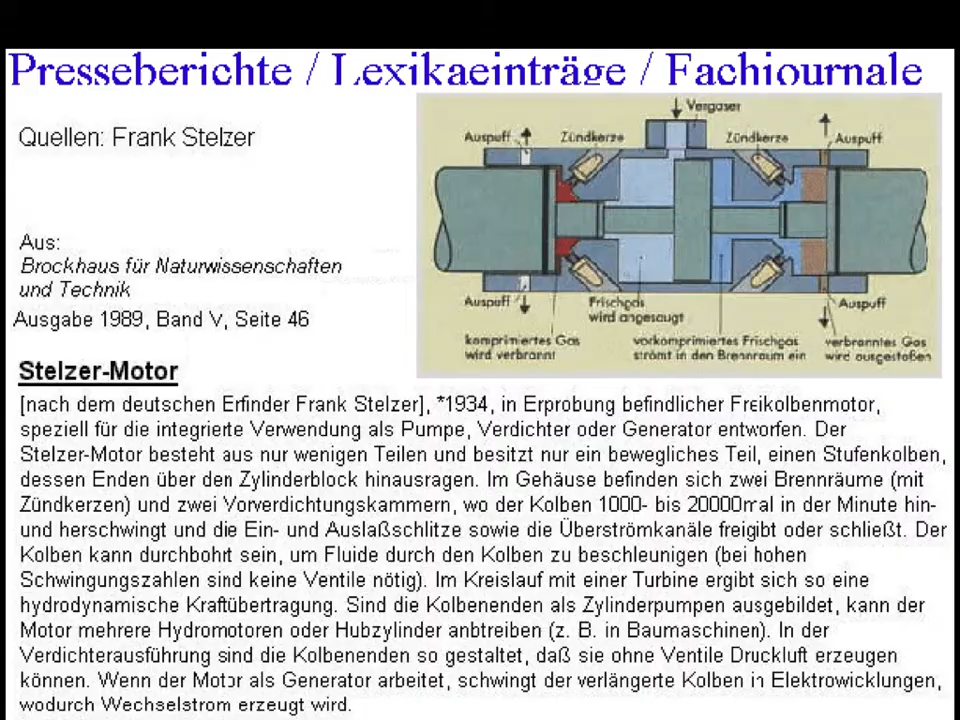 Presseberichte / Lexikaeinträge / Fachjournale
Quellen: Frank Stelzer
Vergaser
Auspuff Zündkerze Zündkerze Auspuff
Auspuff Frischgas wird angesaugt Auspuff
komprimiertes Gas wird verbrannt
vorkomprimiertes Frischgas strömt in den Brennraum ein
verbranntes Gas wird ausgestoßen
Aus:
Brockhaus für Naturwissenschaften
und Technik
Ausgabe 1989, Band V, Seite 46
Stelzer-Motor
[nach dem deutschen Erfinder Frank Stelzer], *1934, in Erprobung befindlicher Freikolbenmotor,
speziell für die integrierte Verwendung als Pumpe, Verdichter oder Generator entworfen. Der
Stelzer-Motor besteht aus nur wenigen Teilen und besitzt nur ein bewegliches Teil, einen Stufenkolben,
dessen Enden über den Zylinderblock hinausragen. Im Gehäuse befinden sich zwei Brennräume (mit
Zündkerzen) und zwei Vorverdichtungskammern, wo der Kolben 1000- bis 20000mal in der Minute hin-
und herschwingt und die Ein- und Auslaßschlitze sowie die Überströmkanäle freigibt oder schließt. Der
Kolben kann durchbohrt sein, um Fluide durch den Kolben zu beschleunigen (bei hohen
Schwingungszahlen sind keine Ventile nötig). Im Kreislauf mit einer Turbine ergibt sich so eine
hydrodynamische Kraftübertragung. Sind die Kolbenenden als Zylinderpumpen ausgebildet, kann der
Motor mehrere Hydromotoren oder Hubzylinder anbtreiben (z. B. in Baumaschinen). In der
Verdichterausführung sind die Kolbenenden so gestaltet, daß sie ohne Ventile Druckluft erzeugen
können. Wenn der Motor als Generator arbeitet, schwingt der verlängerte Kolben in Elektrowicklungen,
wodurch Wechselstrom erzeugt wird.